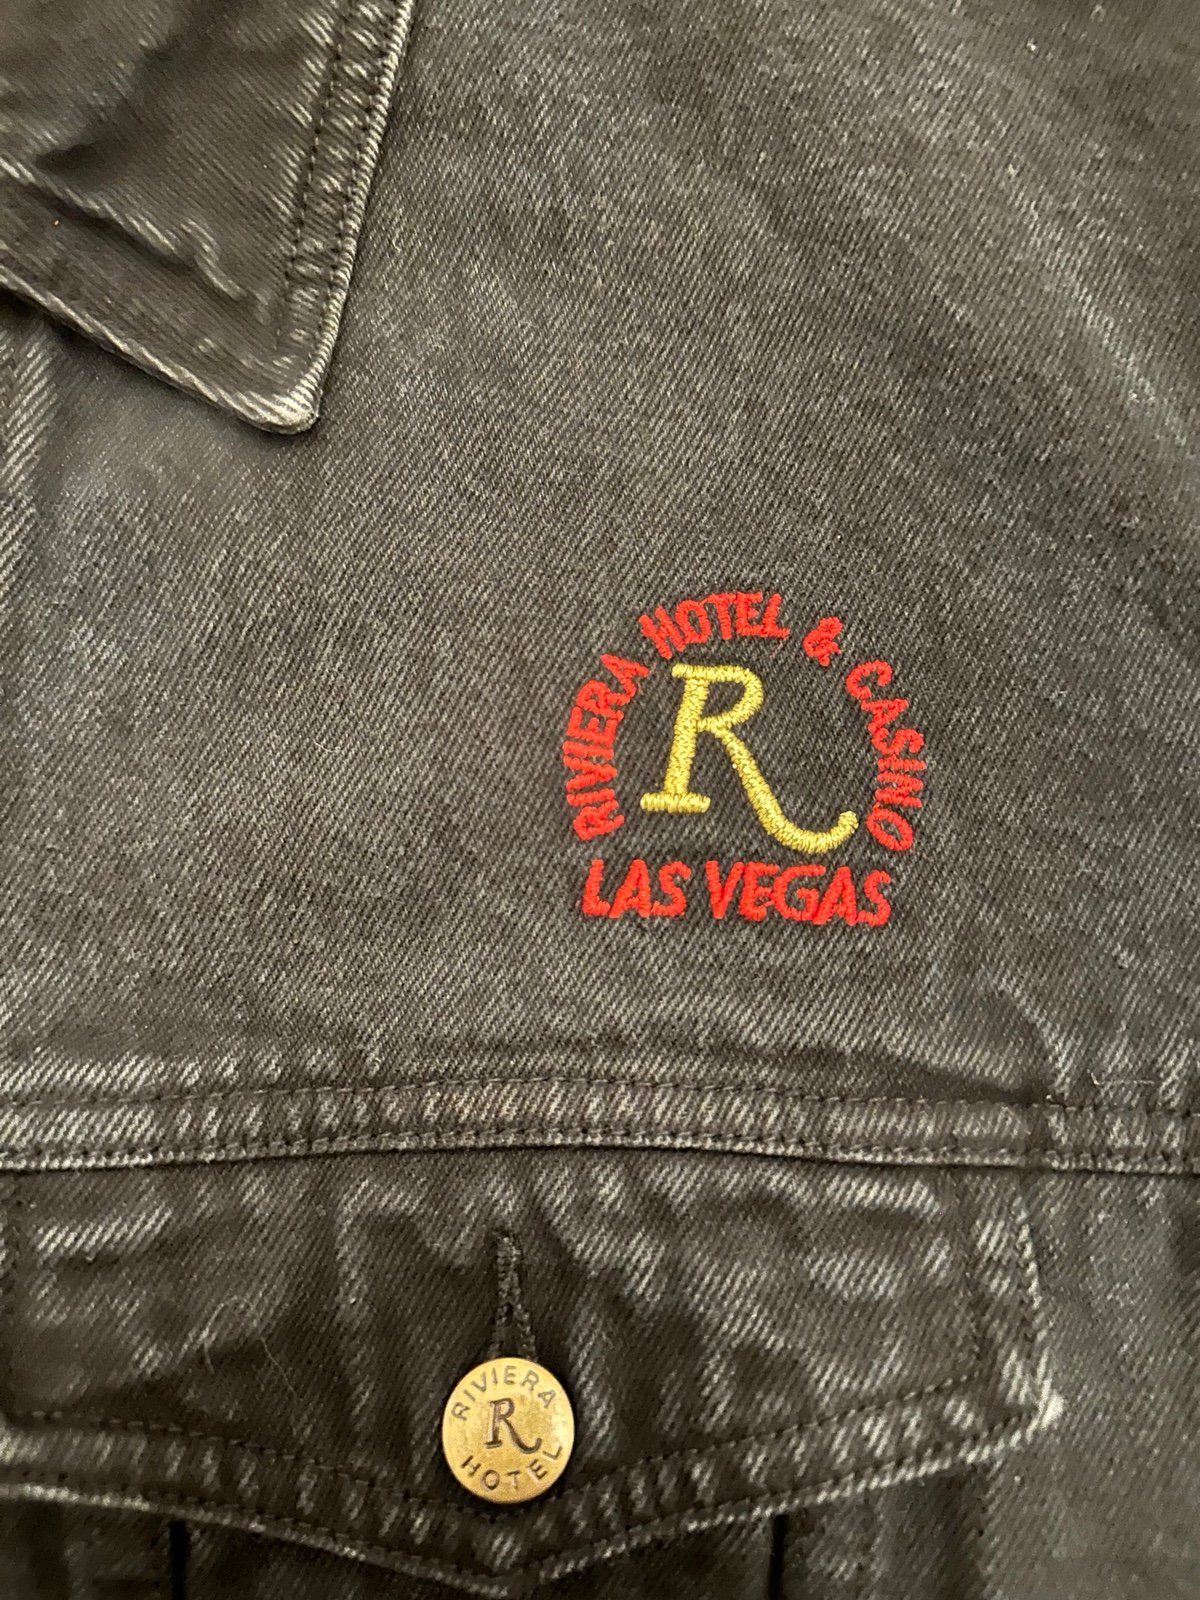 RIVIERA HOTEL & CASINO
R
LAS VEGAS
RIVIERA
R
HOTEL